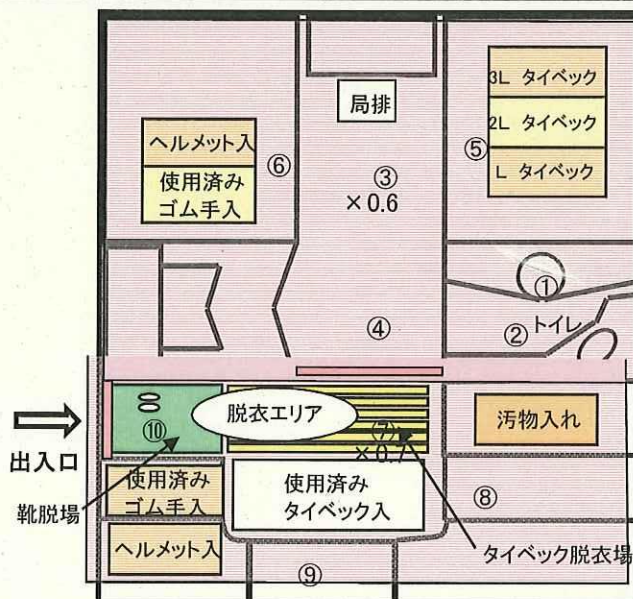 3L タイベック
局排
2L タイベック
ヘルメット入
⑤
⑥
③
使用済み
ゴム手入
L タイベック
×0.6
①
④
②
トイレ
脱衣エリア
⑩
(7)
×0.7
汚物入れ
出入口
使用済み
ゴム手入
使用済み
タイベック入
⑧
靴脱場
ヘルメット入
タイベック脱衣場
⑨